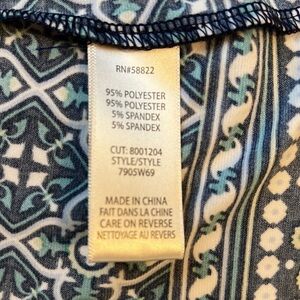 RN#58822
95% POLYESTER
95% POLYESTER
5% SPANDEX
5% SPANDEX
CUT: 8001204
STYLE/STYLE
7905W69
MADE IN CHINA
FAIT DANS LA CHINE
CARE ON REVERSE
NETTOYAGE AU REVERS